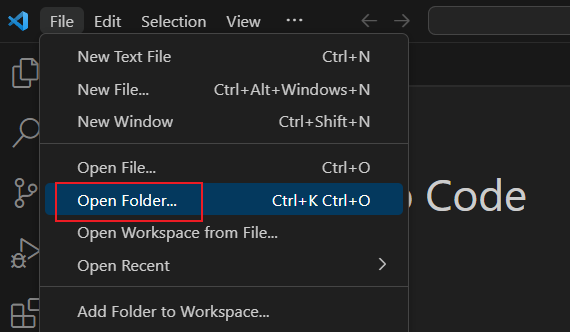 File Edit Selection View ...
New Text File Ctrl+N
New File... Ctrl+Alt+Windows+N
New Window Ctrl+Shift+N
Open File... Ctrl+O
Open Folder... Ctrl+K Ctrl+O
Code
Open Workspace from File...
Open Recent
Add Folder to Workspace...